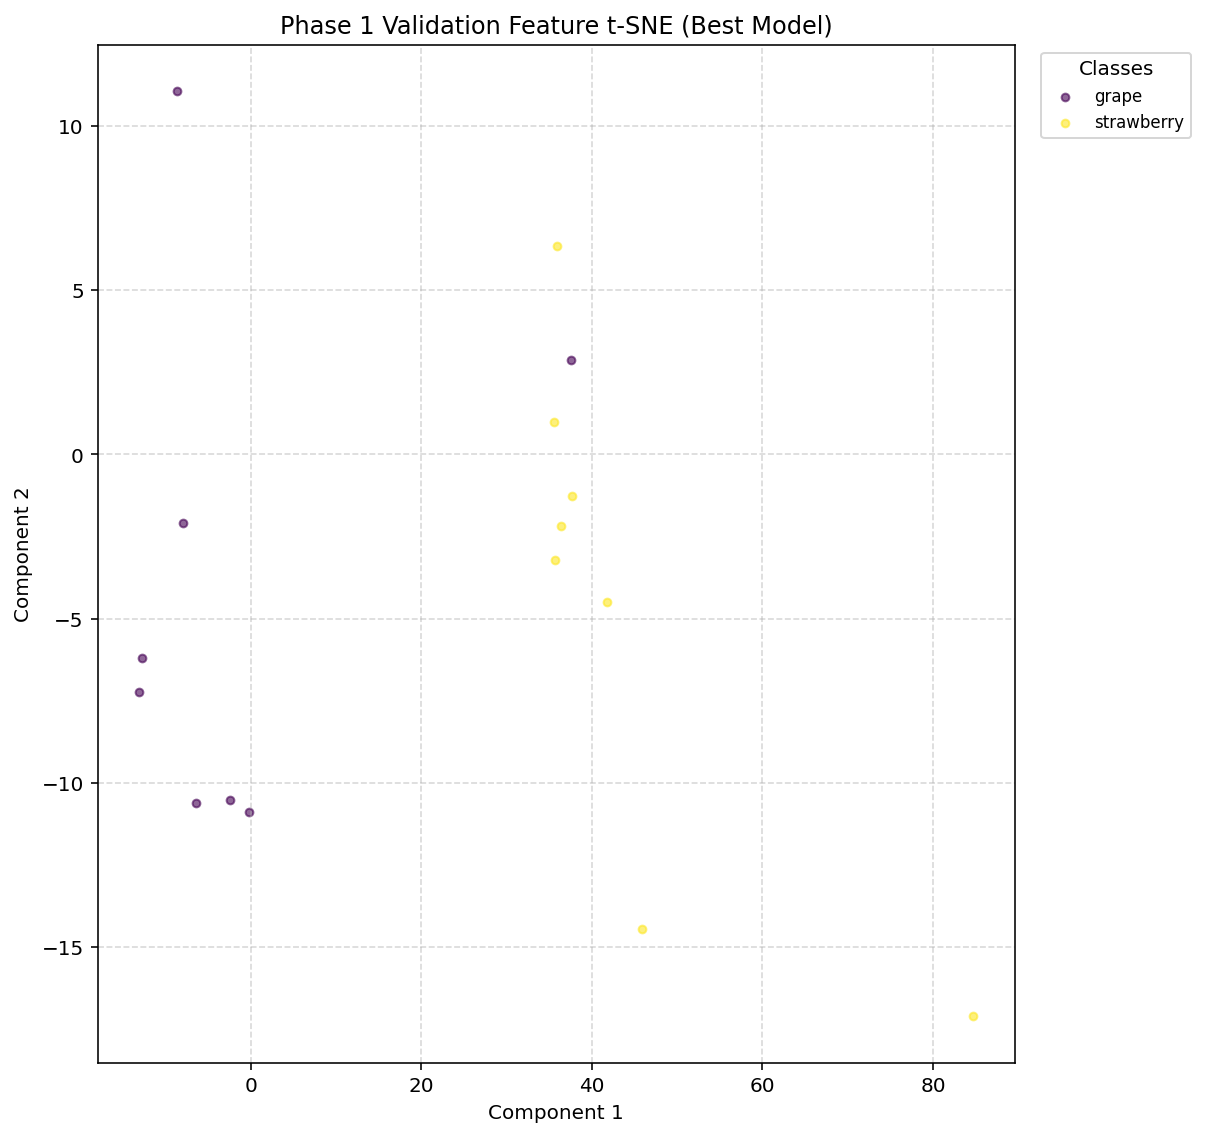 Phase 1 Validation Feature t-SNE (Best Model)
Classes
grape
strawberry
10
5
0
−5
−10
−15
Component 2
0 20 40 60 80
Component 1